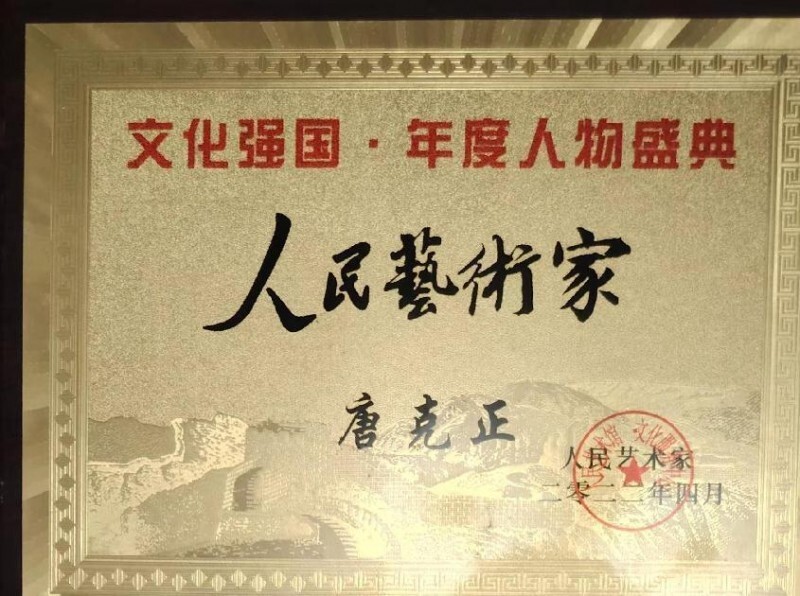 文化强国·年度人物盛典
人民藝術家
唐克正
人民艺术家
二零二二年四月